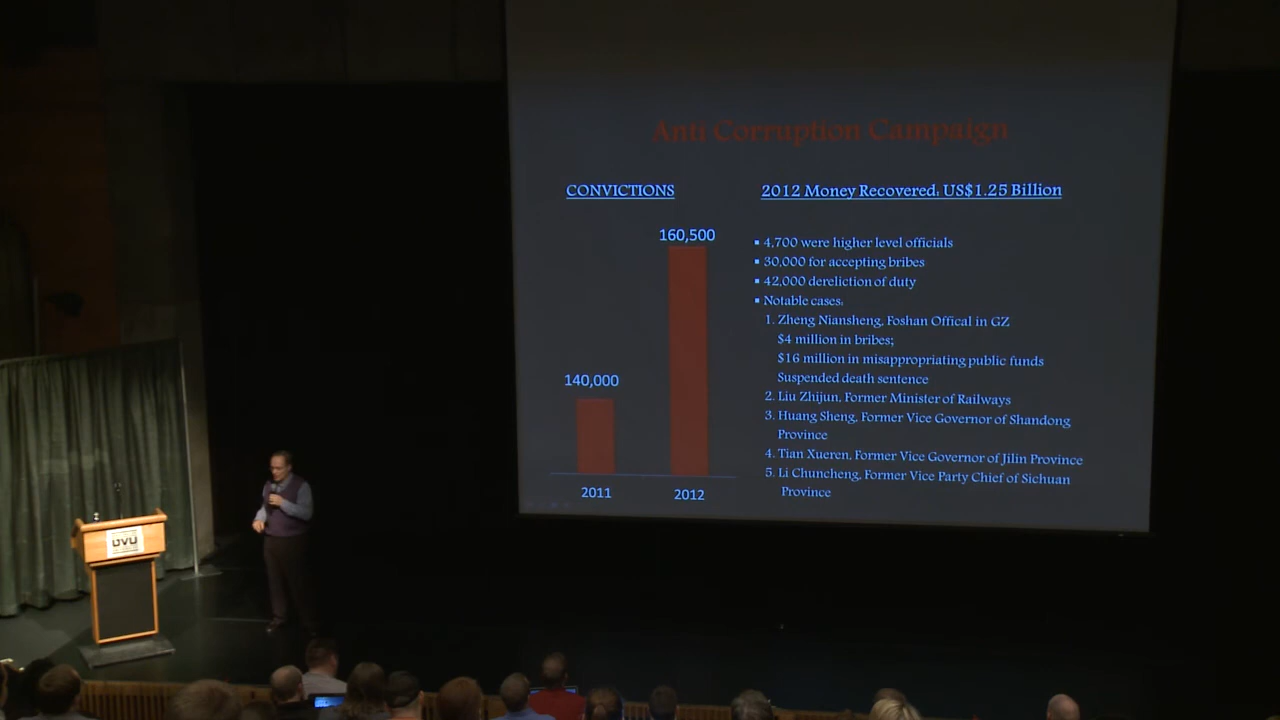 Anti Corruption Campaign
CONVICTIONS
160,500
140,000
2011
2012
2012 Money Recovered: US$1.25 Billion
▪ 4,700 were higher level officials
▪ 30,000 for accepting bribes
▪ 42,000 dereliction of duty
▪ Notable cases:
1. Zheng Niansheng, Foshan Offical in GZ
$4 million in bribes;
$16 million in misappropriating public funds
Suspended death sentence
2. Liu Zhijun, Former Minister of Railways
3. Huang Sheng, Former Vice Governor of Shandong
Province
4. Tian Xueren, Former Vice Governor of Jilin Province
5. Li Chuncheng, Former Vice Party Chief of Sichuan
Province
UVU